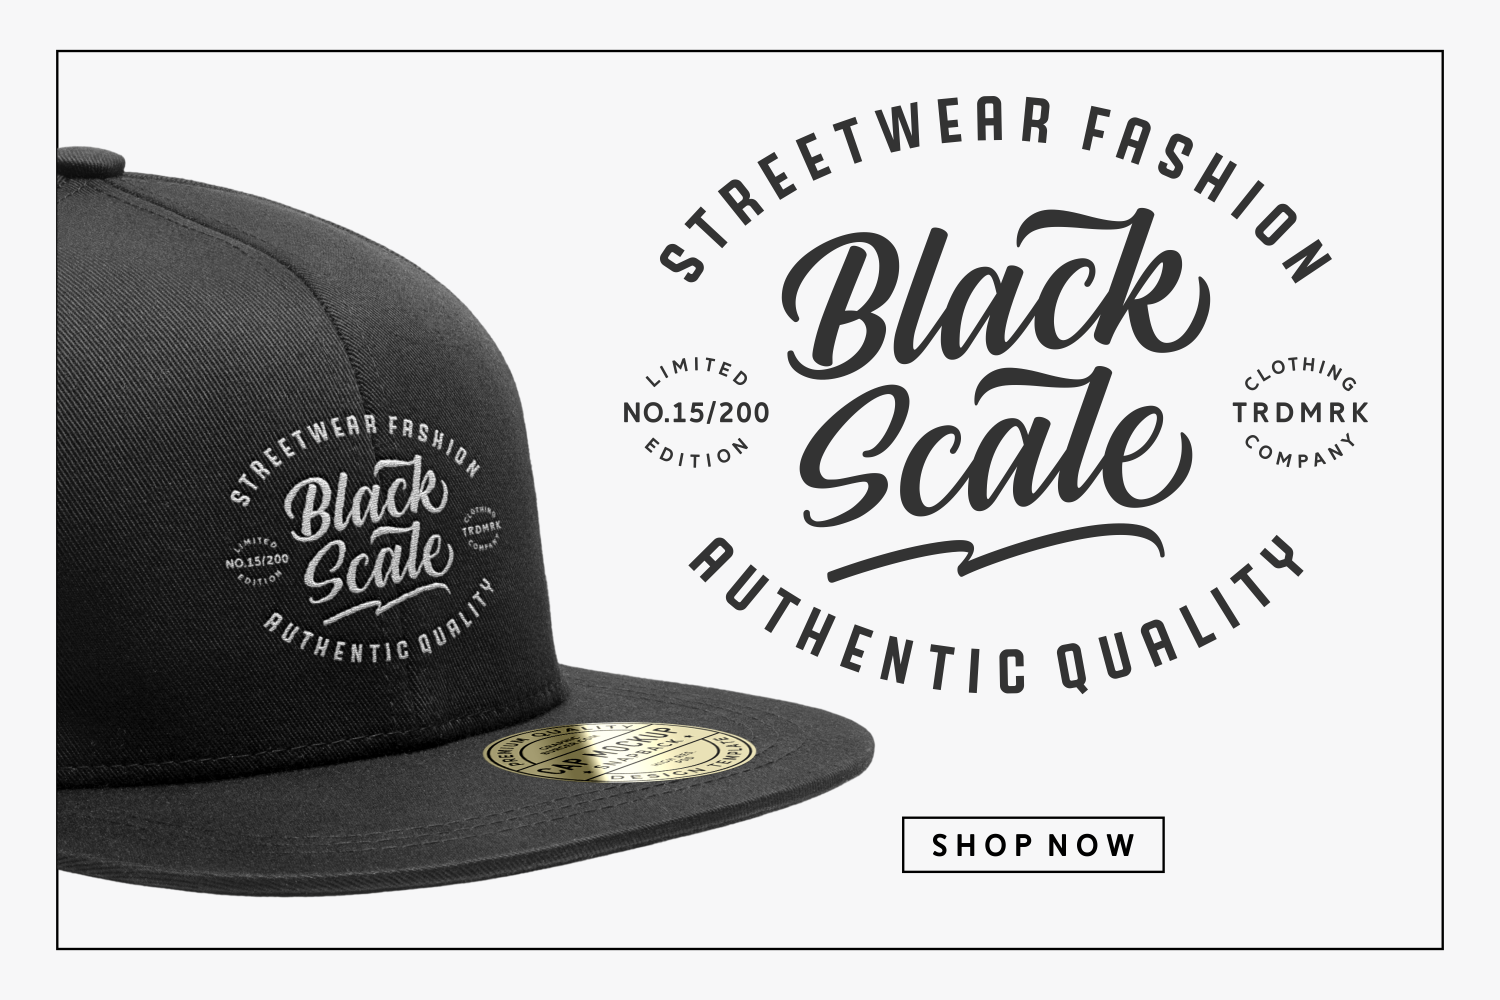 STREETWEAR FASHION
Black
Scale
LIMITED
NO.15/200
EDITION
CLOTHING
TRDMRK
COMPANY
AUTHENTIC QUALITY
STREETWEAR FASHION
Black
Scale
LIMITED
NO.15/200
EDITION
CLOTHING
TRDMRK
COMPANY
AUTHENTIC QUALITY
PREMIUM QUALITY
CAP MOCKUP
SNAPBACK
DESIGN TEMPLATE
SHOP NOW